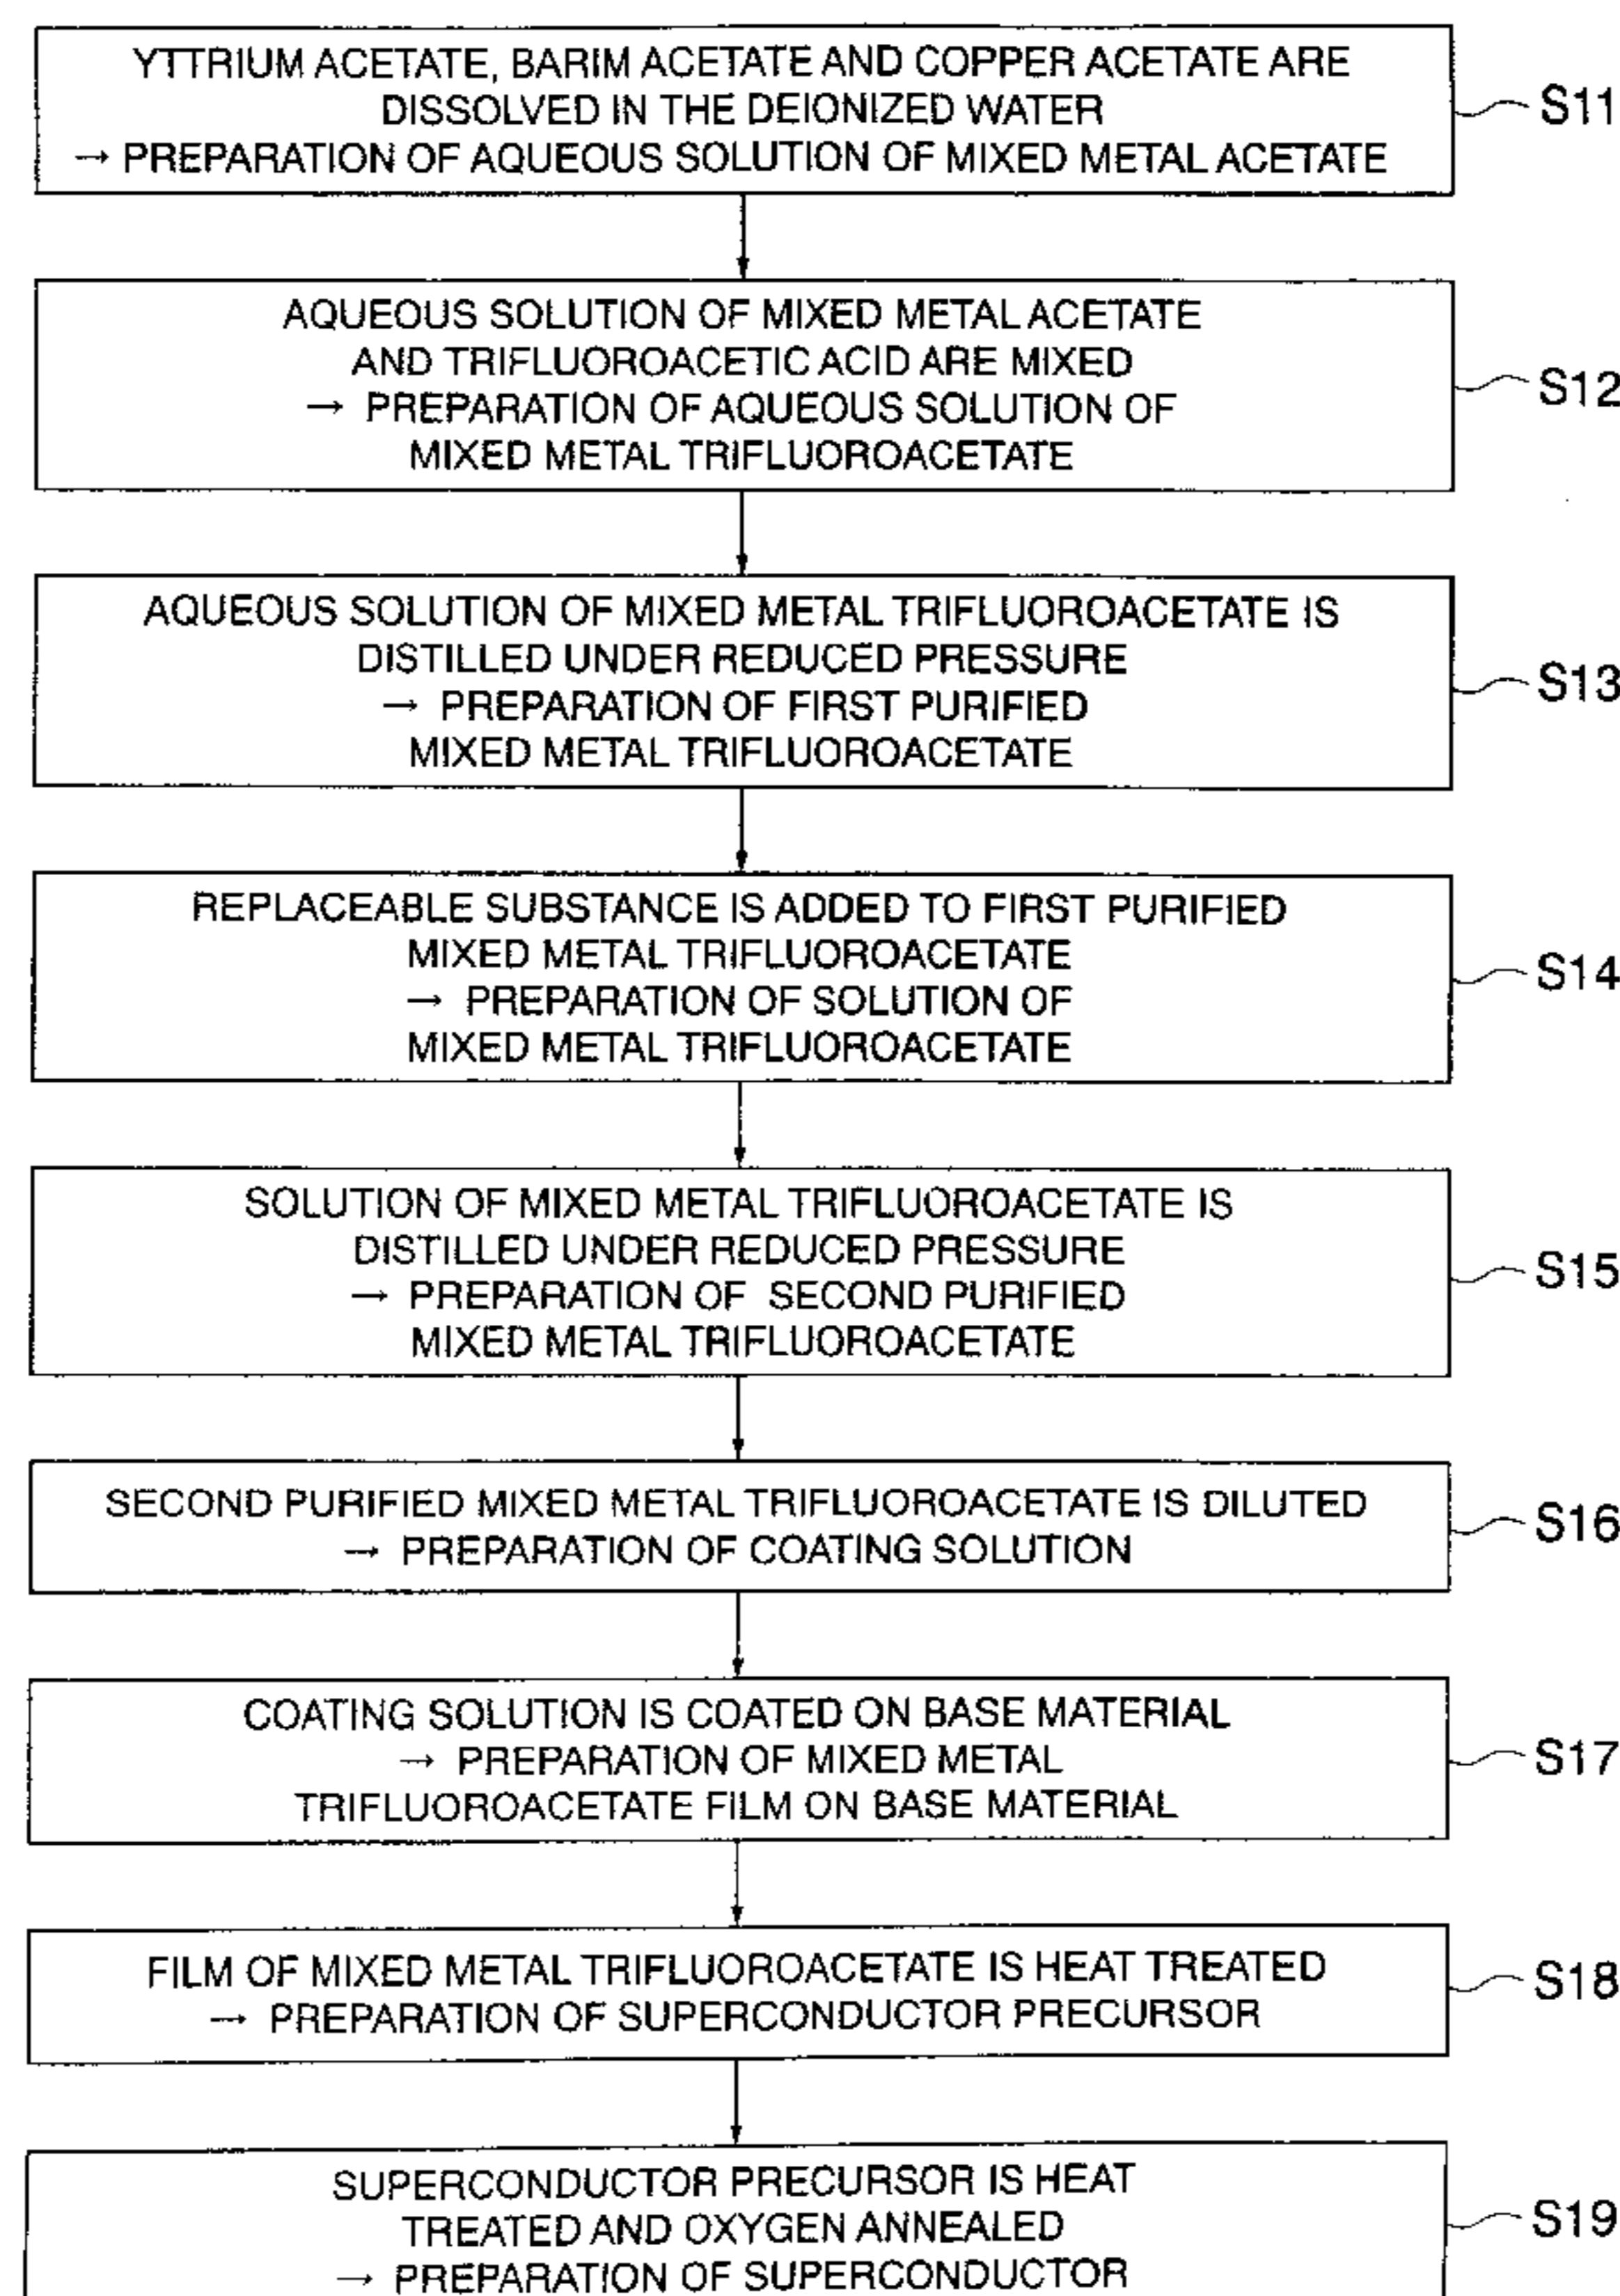 YTTRIUM ACETATE, BARIM ACETATE AND COPPER ACETATE ARE
DISSOLVED IN THE DEIONIZED WATER
→ PREPARATION OF AQUEOUS SOLUTION OF MIXED METAL ACETATE
S11
AQUEOUS SOLUTION OF MIXED METAL ACETATE
AND TRIFLUOROACETIC ACID ARE MIXED
→ PREPARATION OF AQUEOUS SOLUTION OF
MIXED METAL TRIFLUOROACETATE
S12
AQUEOUS SOLUTION OF MIXED METAL TRIFLUOROACETATE IS
DISTILLED UNDER REDUCED PRESSURE
→ PREPARATION OF FIRST PURIFIED
MIXED METAL TRIFLUOROACETATE
S13
REPLACEABLE SUBSTANCE IS ADDED TO FIRST PURIFIED
MIXED METAL TRIFLUOROACETATE
→ PREPARATION OF SOLUTION OF
MIXED METAL TRIFLUOROACETATE
S14
SOLUTION OF MIXED METAL TRIFLUOROACETATE IS
DISTILLED UNDER REDUCED PRESSURE
→ PREPARATION OF SECOND PURIFIED
MIXED METAL TRIFLUOROACETATE
S15
SECOND PURIFIED MIXED METAL TRIFLUOROACETATE IS DILUTED
→ PREPARATION OF COATING SOLUTION
S16
COATING SOLUTION IS COATED ON BASE MATERIAL
→ PREPARATION OF MIXED METAL
TRIFLUOROACETATE FILM ON BASE MATERIAL
S17
FILM OF MIXED METAL TRIFLUOROACETATE IS HEAT TREATED
→ PREPARATION OF SUPERCONDUCTOR PRECURSOR
S18
SUPERCONDUCTOR PRECURSOR IS HEAT
TREATED AND OXYGEN ANNEALED
→ PREPARATION OF SUPERCONDUCTOR
S19